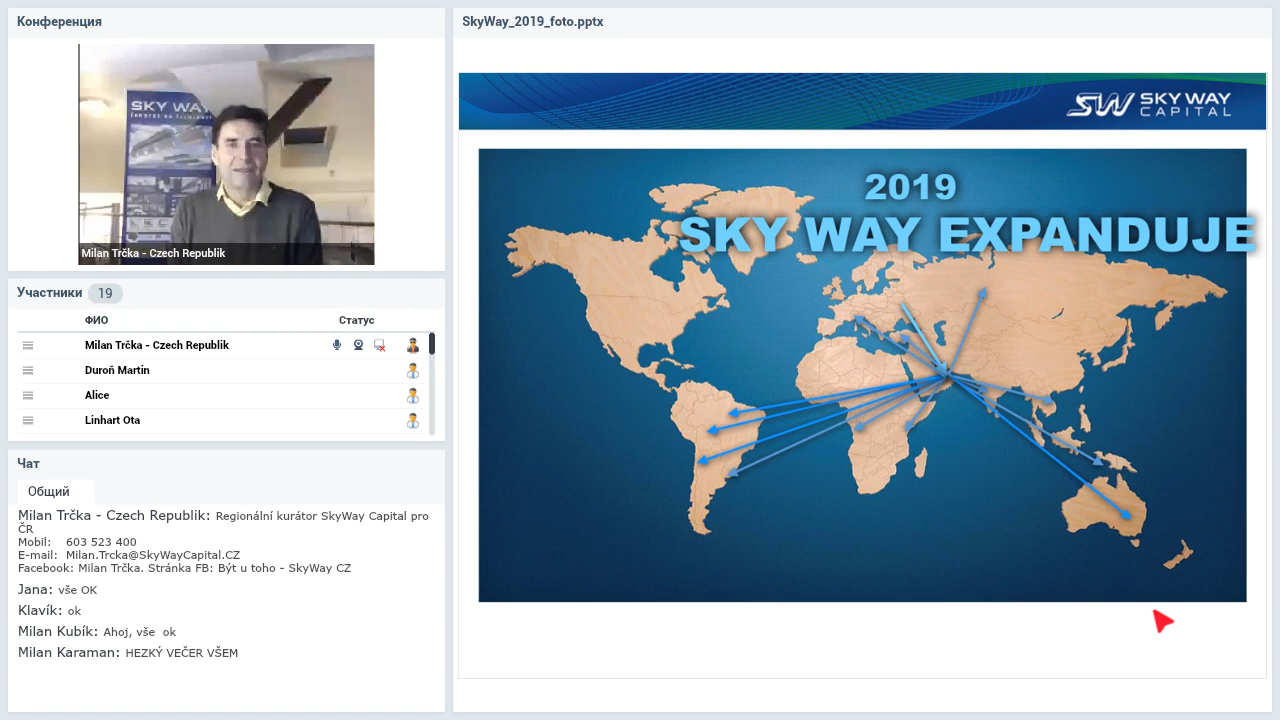 Конференция
SKY WAY
Milan Trčka - Czech Republik
Участники 19
ФИО Статус
Milan Trčka - Czech Republik
Duroň Martin
Alice
Linhart Ota
Чат
Общий
Milan Trčka - Czech Republik: Regionální kurátor SkyWay Capital pro
ČR
Mobil: 603 523 400
E-mail: Milan.Trcka@SkyWayCapital.CZ
Facebook: Milan Trčka. Stránka FB: Být u toho - SkyWay CZ
Jana: vše OK
Klavík: ok
Milan Kubík: Ahoj, vše ok
Milan Karaman: HEZKÝ VEČER VŠEM
SkyWay_2019_foto.pptx
SW SKY WAY
CAPITAL
2019
SKY WAY EXPANDUJE